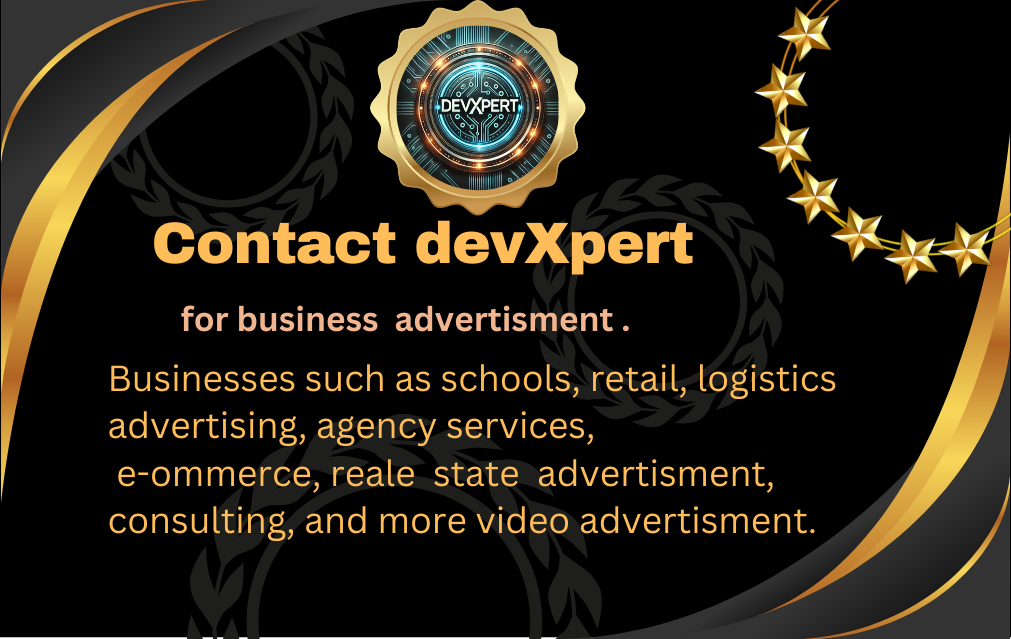 DEVXPERT
Contact devXpert
for business advertisment .
Businesses such as schools, retail, logistics
advertising, agency services,
e-ommerce, reale state advertisment,
consulting, and more video advertisment.